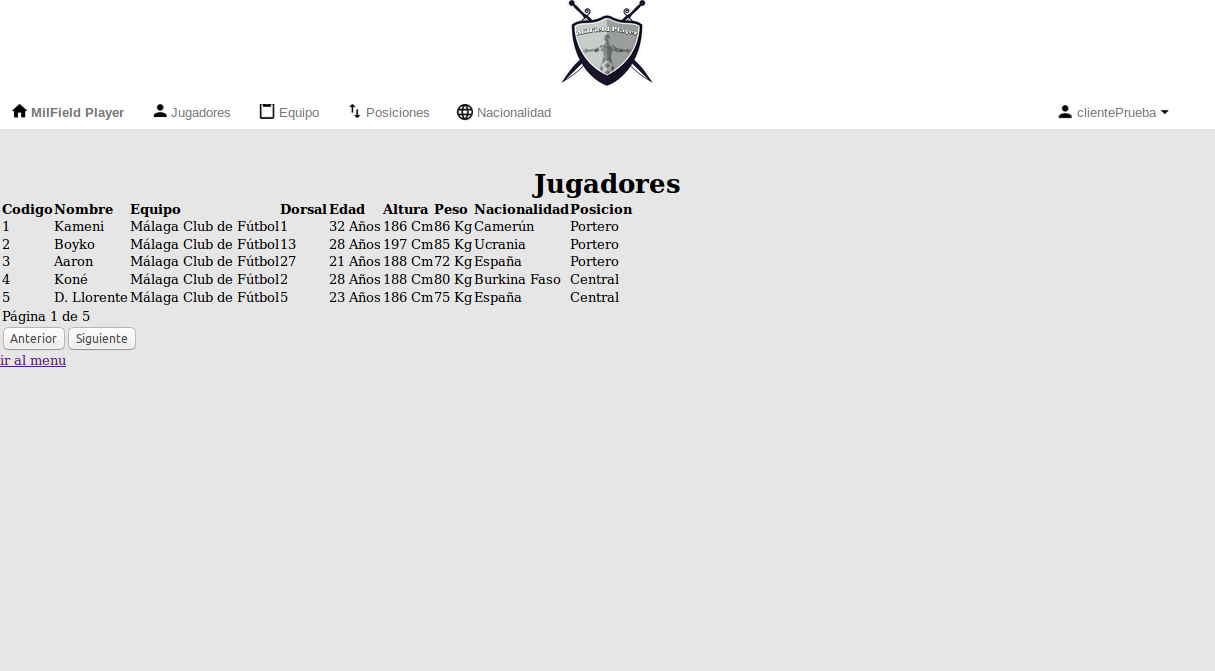 MilField Player
MilField Player Jugadores Equipo Posiciones Nacionalidad clientePrueba
Jugadores
Codigo Nombre Equipo Dorsal Edad Altura Peso Nacionalidad Posicion
1 Kameni Málaga Club de Fútbol 1 32 Años 186 Cm 86 Kg Camerún Portero
2 Boyko Málaga Club de Fútbol 13 28 Años 197 Cm 85 Kg Ucrania Portero
3 Aaron Málaga Club de Fútbol 27 21 Años 188 Cm 72 Kg España Portero
4 Koné Málaga Club de Fútbol 2 28 Años 188 Cm 80 Kg Burkina Faso Central
5 D. Llorente Málaga Club de Fútbol 5 23 Años 186 Cm 75 Kg España Central
Página 1 de 5
Anterior Siguiente
ir al menu